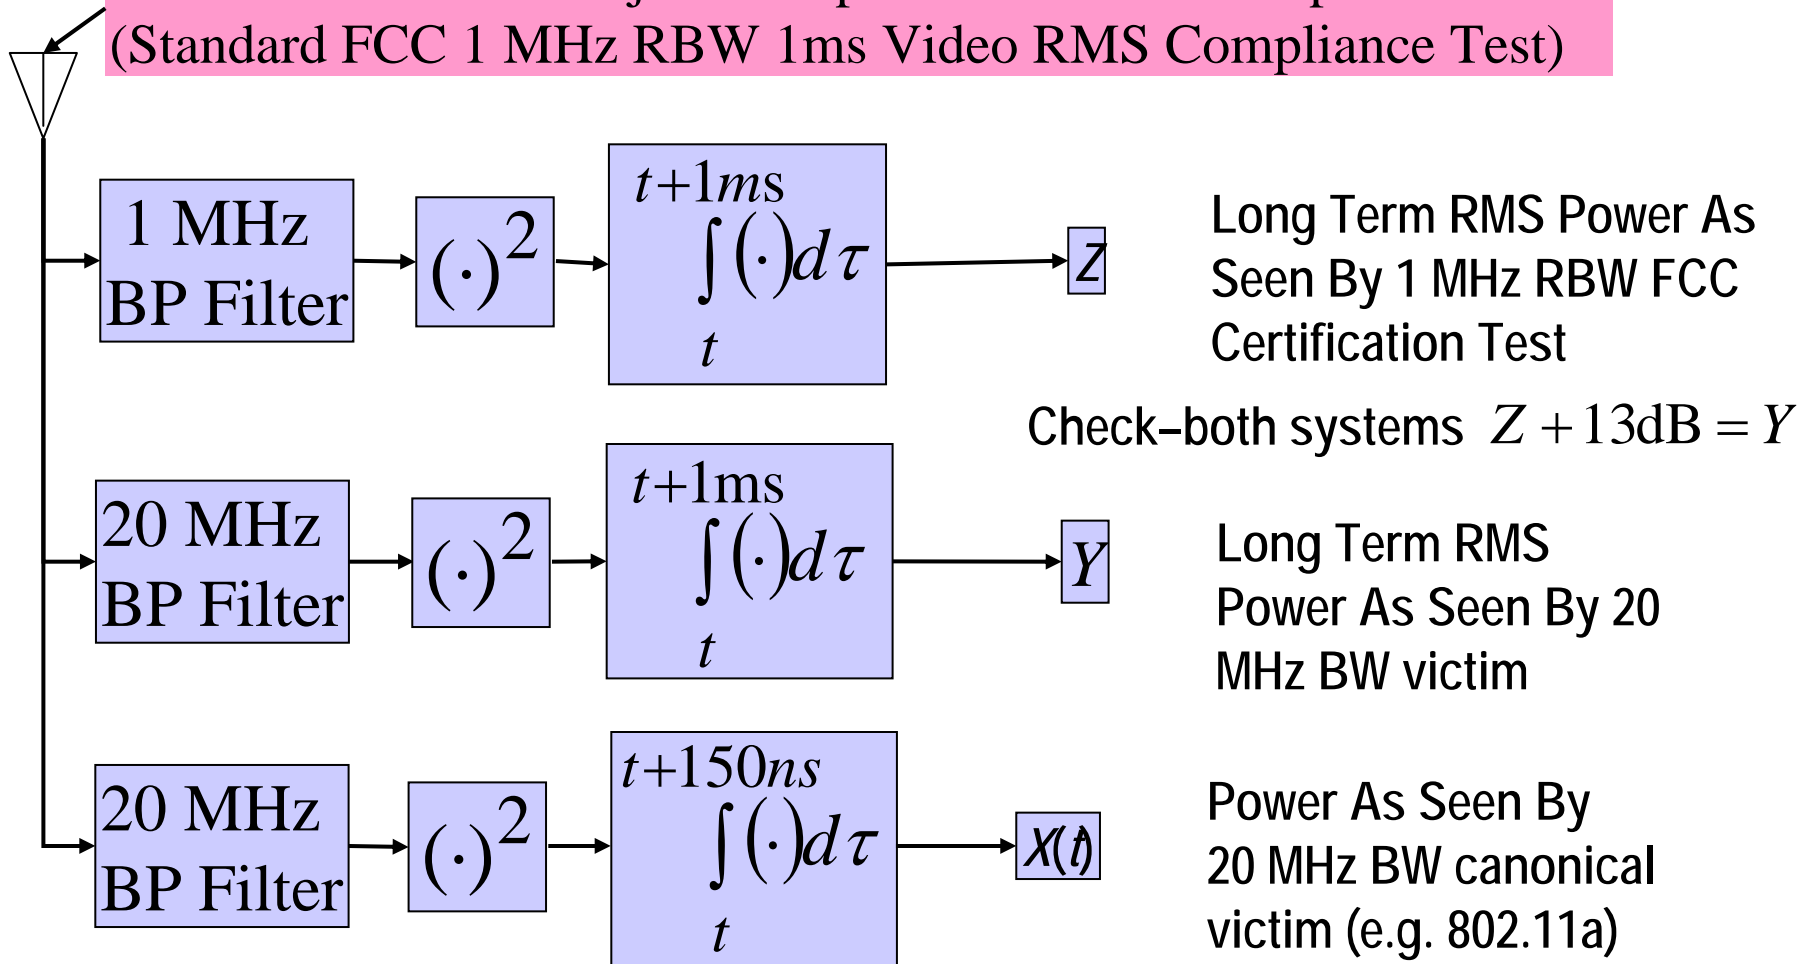 (Standard FCC 1 MHz RBW 1ms Video RMS Compliance Test)
1 MHz
BP Filter
(·)²
t+1ms
∫(·)dτ
t
Z
Long Term RMS Power As
Seen By 1 MHz RBW FCC
Certification Test
Check–both systems Z +13dB = Y
20 MHz
BP Filter
(·)²
t+1ms
∫(·)dτ
t
Y
Long Term RMS
Power As Seen By 20
MHz BW victim
20 MHz
BP Filter
(·)²
t+150ns
∫(·)dτ
t
X(t)
Power As Seen By
20 MHz BW canonical
victim (e.g. 802.11a)